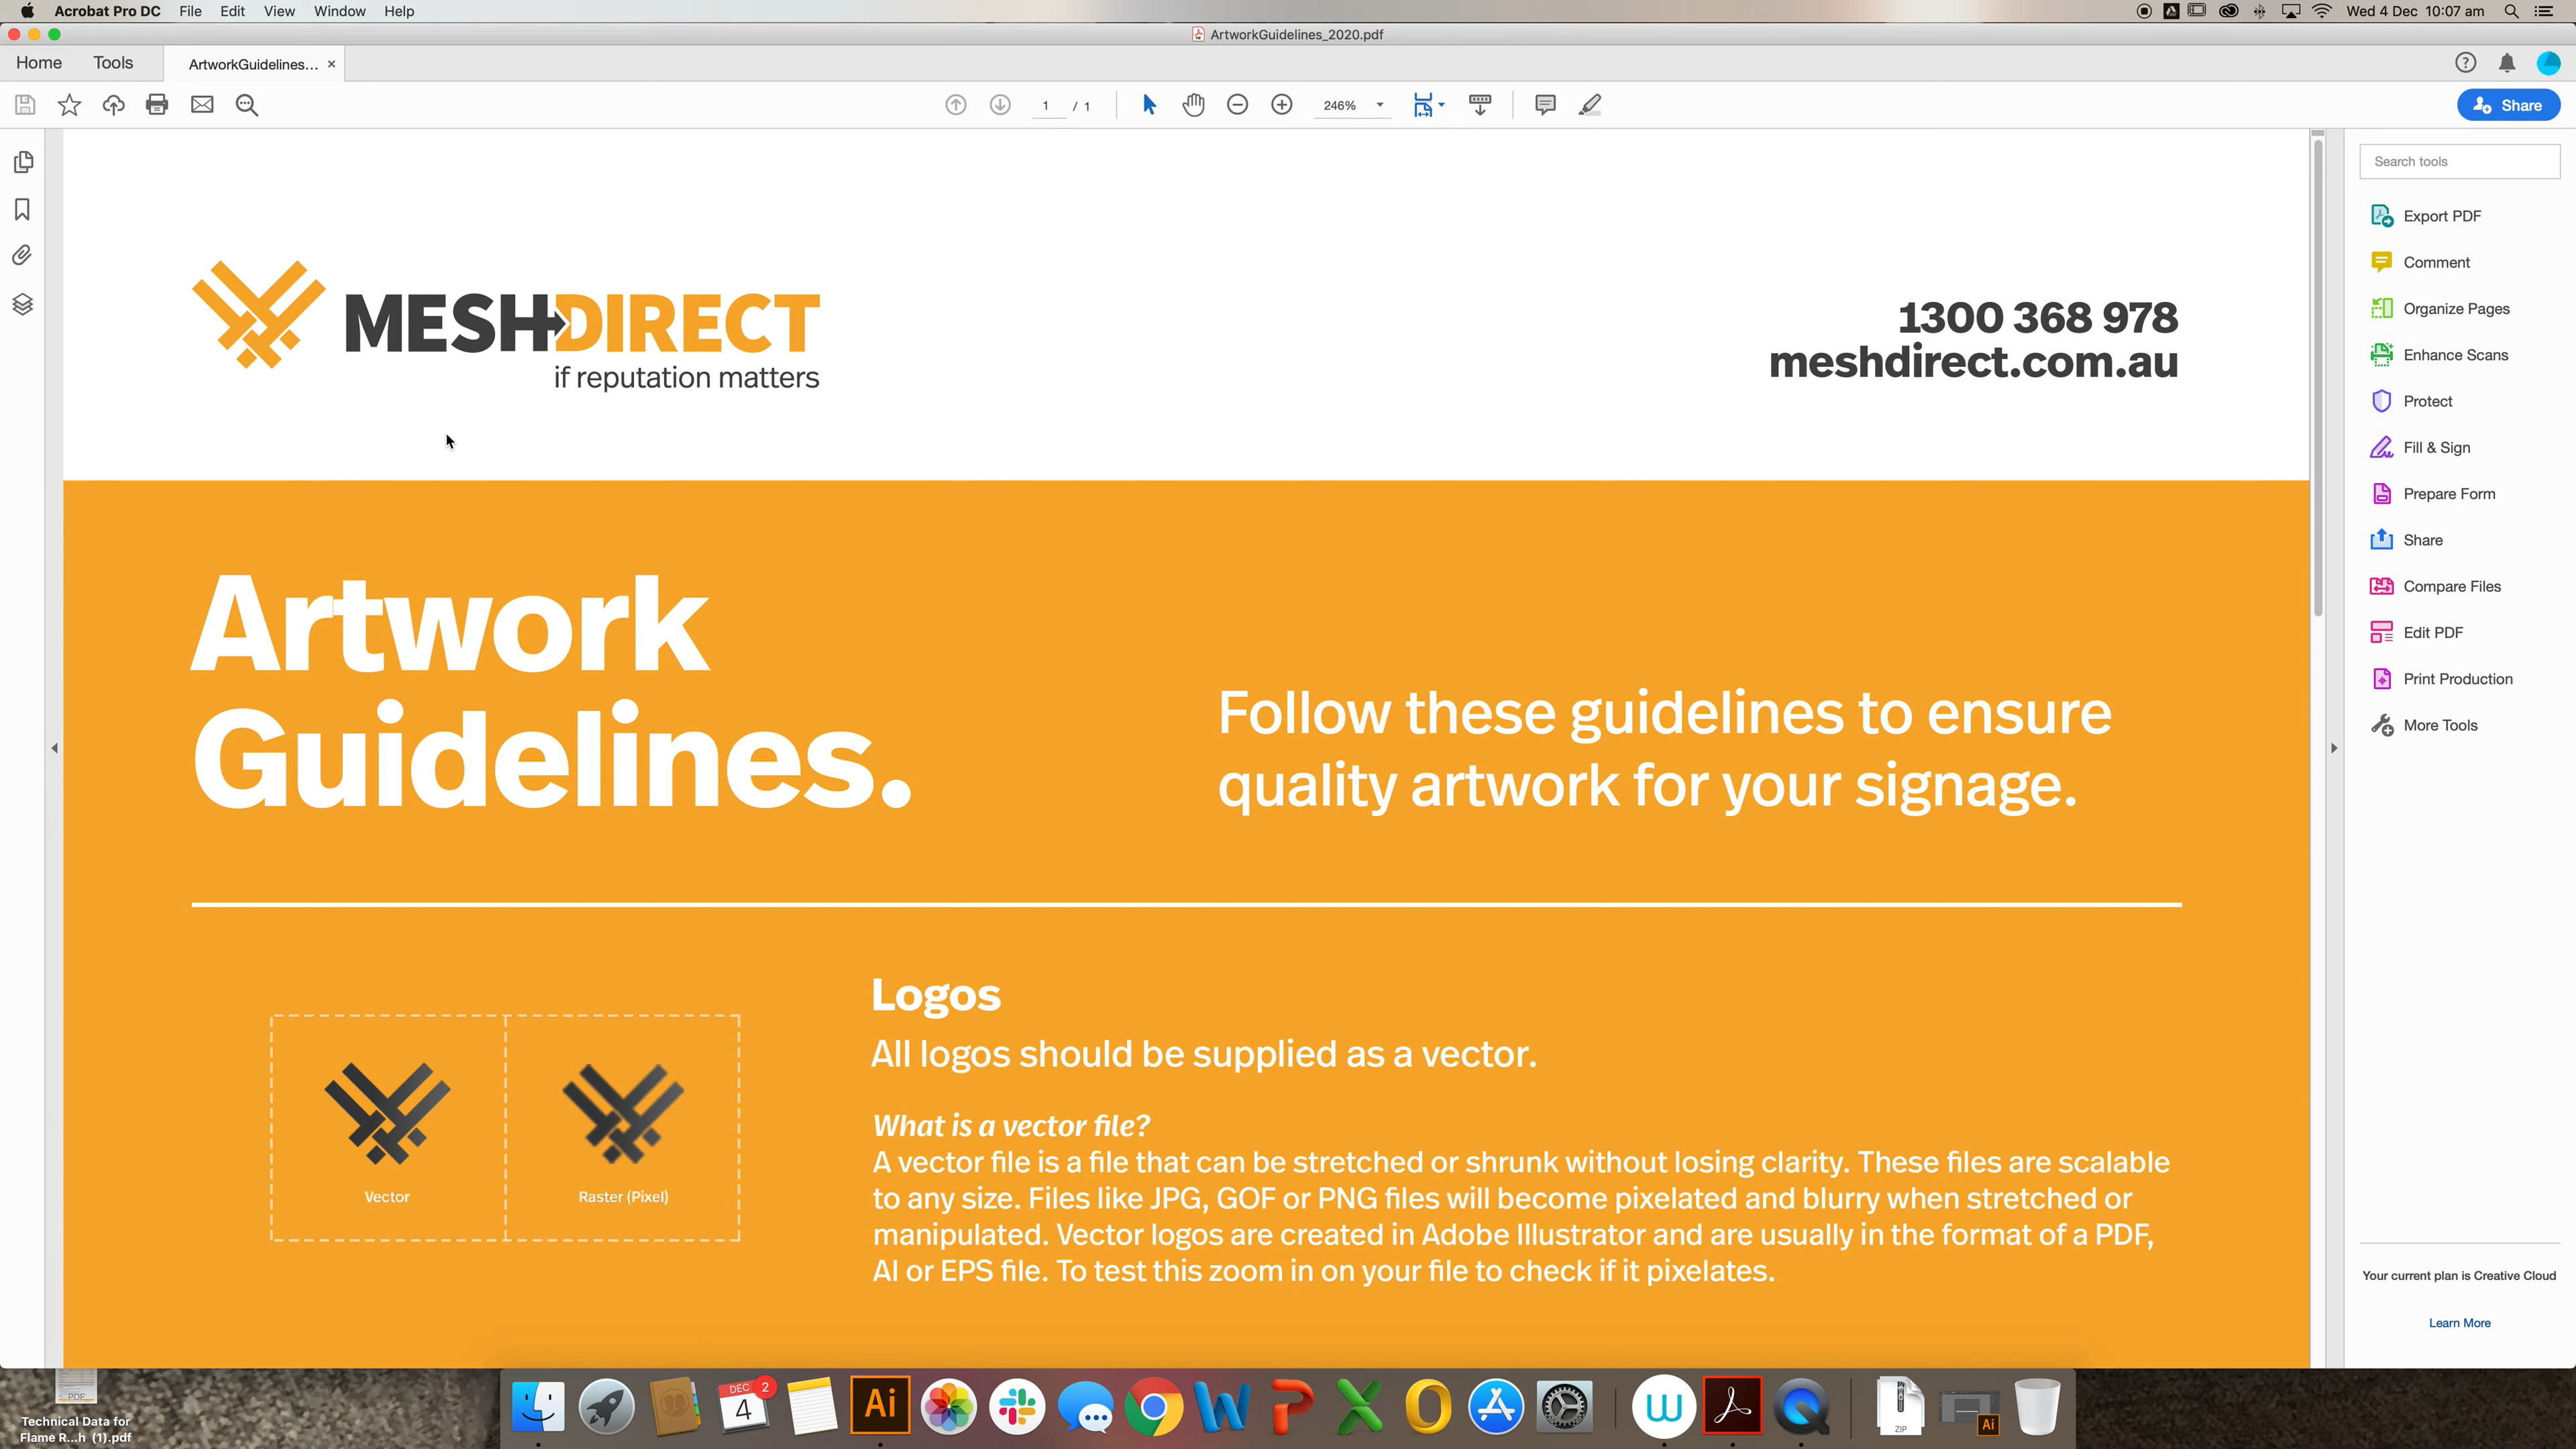 Acrobat Pro DC File Edit View Window Help
Wed 4 Dec 10:07 am
ArtworkGuidelines_2020.pdf
Home Tools ArtworkGuidelines... ×
1 / 1
246%
Share
Search tools
Export PDF
Comment
Organize Pages
Enhance Scans
Protect
Fill & Sign
Prepare Form
Share
Compare Files
Edit PDF
Print Production
More Tools
Your current plan is Creative Cloud
Learn More
MESHDIRECT
if reputation matters
1300 368 978
meshdirect.com.au
Artwork
Guidelines.
Follow these guidelines to ensure
quality artwork for your signage.
Logos
All logos should be supplied as a vector.
What is a vector file?
A vector file is a file that can be stretched or shrunk without losing clarity. These files are scalable
to any size. Files like JPG, GOF or PNG files will become pixelated and blurry when stretched or
manipulated. Vector logos are created in Adobe Illustrator and are usually in the format of a PDF,
AI or EPS file. To test this zoom in on your file to check if it pixelates.
Vector
Raster (Pixel)
PDF
Technical Data for
Flame R...h (1).pdf
DEC 2
4
Ai
ZIP
Ai